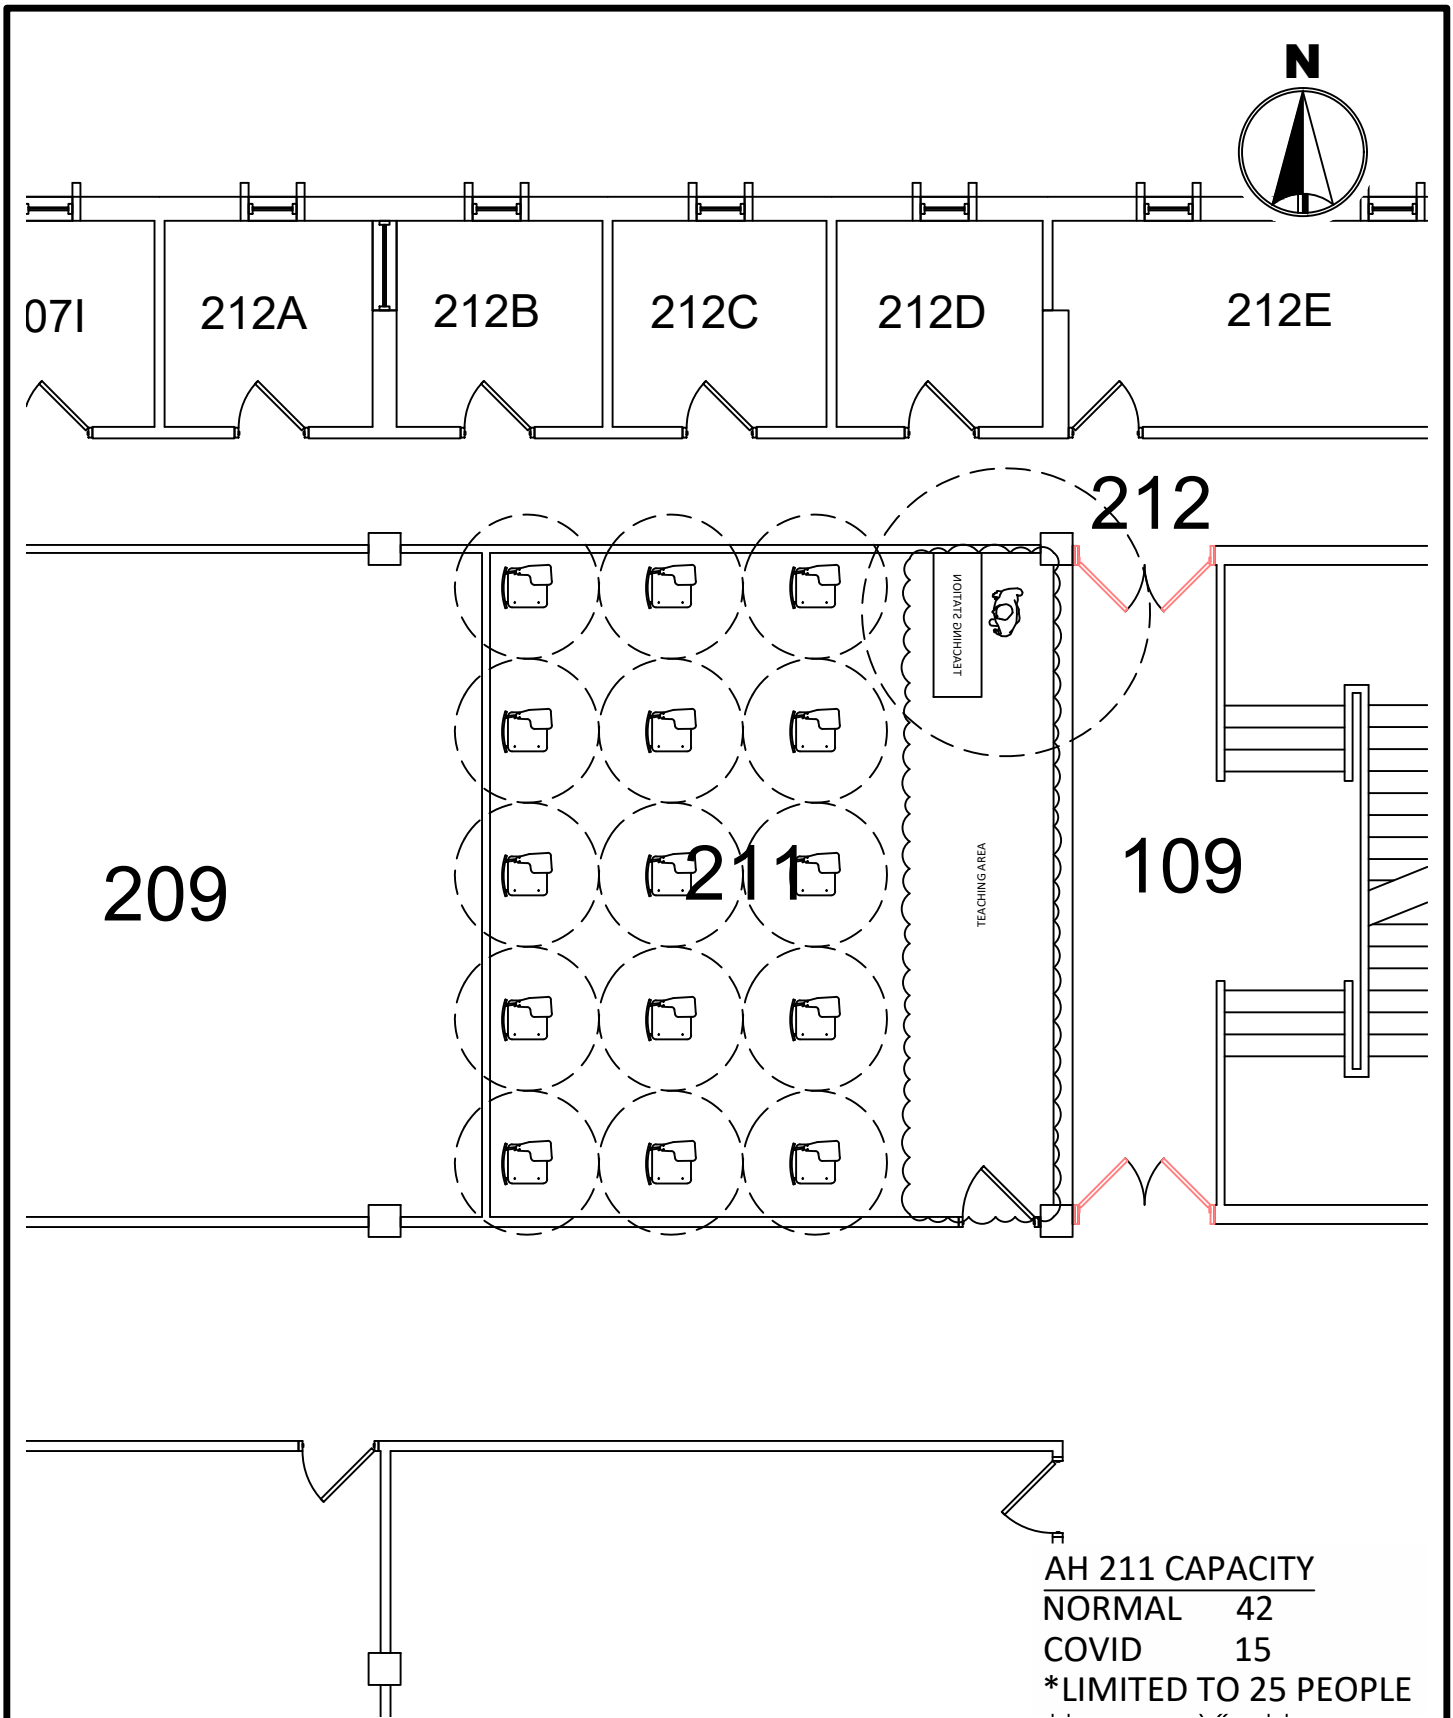 N
07I
212A
212B
212C
212D
212E
212
TEACHING STATION
209
211
TEACHING AREA
109
AH 211 CAPACITY
NORMAL 42
COVID 15
*LIMITED TO 25 PEOPLE